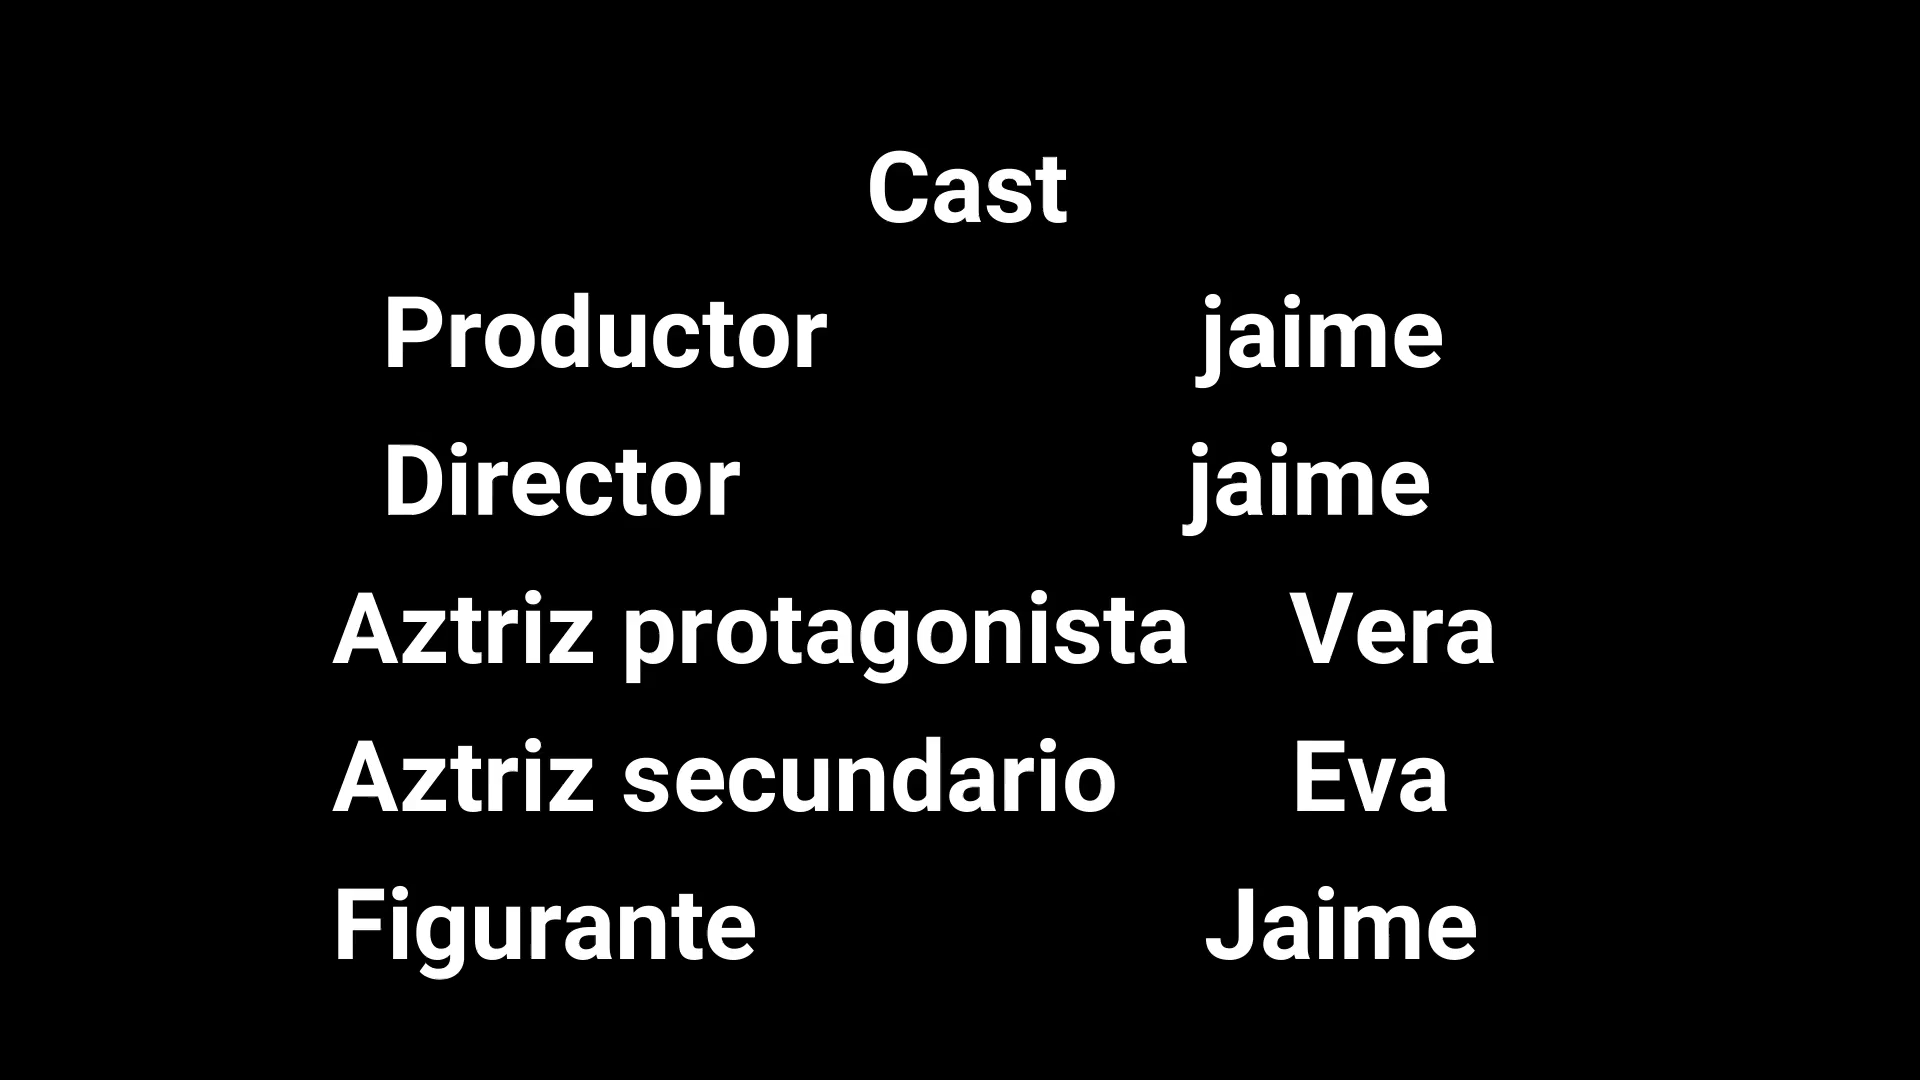 Cast
Productor jaime
Director jaime
Aztriz protagonista Vera
Aztriz secundario Eva
Figurante Jaime